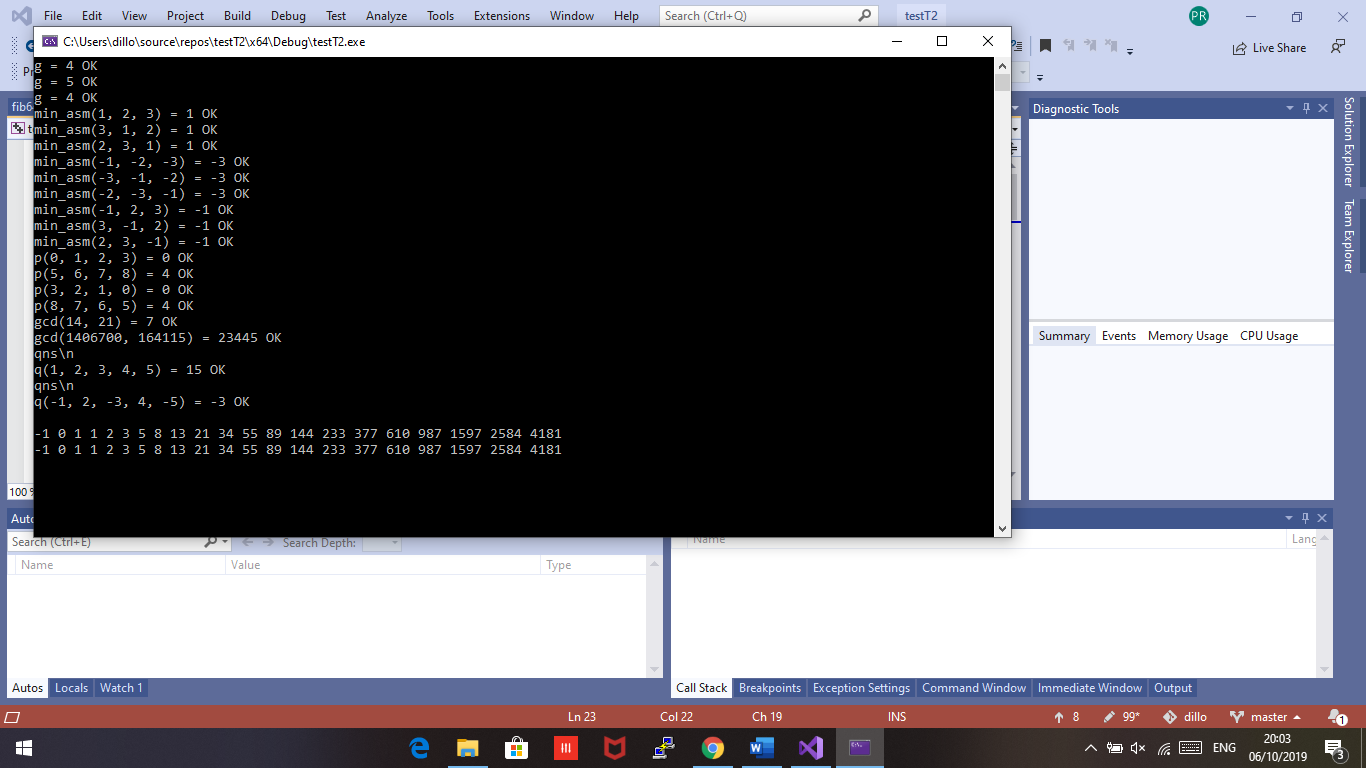 File Edit View Project Build Debug Test Analyze Tools Extensions Window Help Search (Ctrl+Q) testT2 PR
C:\Users\dillo\source\repos\testT2\x64\Debug\testT2.exe
Live Share
g = 4 OK
g = 5 OK
g = 4 OK
min_asm(1, 2, 3) = 1 OK
min_asm(3, 1, 2) = 1 OK
min_asm(2, 3, 1) = 1 OK
min_asm(-1, -2, -3) = -3 OK
min_asm(-3, -1, -2) = -3 OK
min_asm(-2, -3, -1) = -3 OK
min_asm(-1, 2, 3) = -1 OK
min_asm(3, -1, 2) = -1 OK
min_asm(2, 3, -1) = -1 OK
p(0, 1, 2, 3) = 0 OK
p(5, 6, 7, 8) = 4 OK
p(3, 2, 1, 0) = 0 OK
p(8, 7, 6, 5) = 4 OK
gcd(14, 21) = 7 OK
gcd(1406700, 164115) = 23445 OK
qns\n
q(1, 2, 3, 4, 5) = 15 OK
qns\n
q(-1, 2, -3, 4, -5) = -3 OK
-1 0 1 1 2 3 5 8 13 21 34 55 89 144 233 377 610 987 1597 2584 4181
-1 0 1 1 2 3 5 8 13 21 34 55 89 144 233 377 610 987 1597 2584 4181
Diagnostic Tools
Summary Events Memory Usage CPU Usage
Solution Explorer
Team Explorer
100 %
Search (Ctrl+E) Search Depth:
Name Value Type
Name Lang
Autos Locals Watch 1
Call Stack Breakpoints Exception Settings Command Window Immediate Window Output
Ln 23 Col 22 Ch 19 INS 8 99* dillo master 1
ENG 20:03
06/10/2019 3